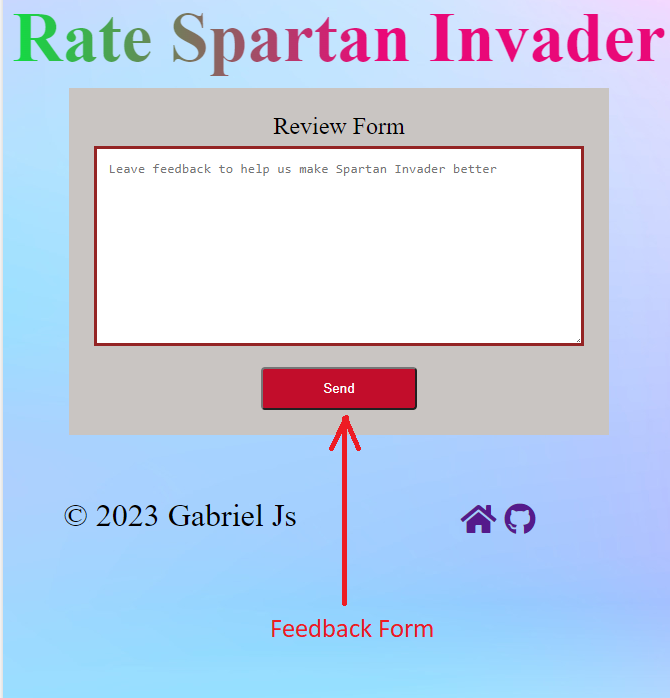 Rate Spartan Invader
Review Form
Leave feedback to help us make Spartan Invader better
Send
© 2023 Gabriel Js
Feedback Form